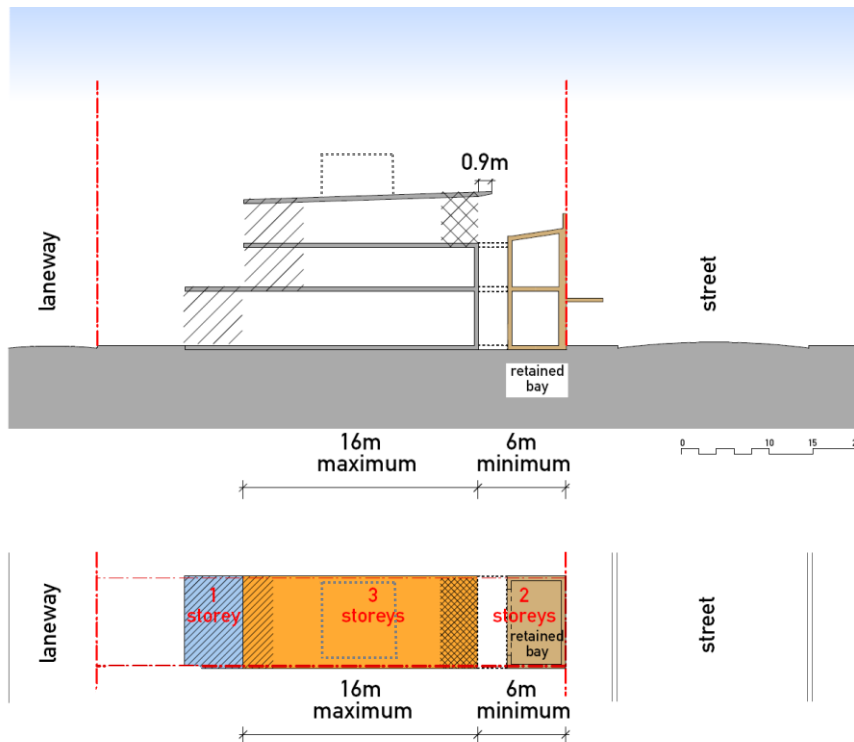 0.9m
laneway
street
retained
bay
16m
maximum
6m
minimum
0
10
15
2
laneway
1
storey
3
storeys
2
storeys
retained
bay
street
16m
maximum
6m
minimum